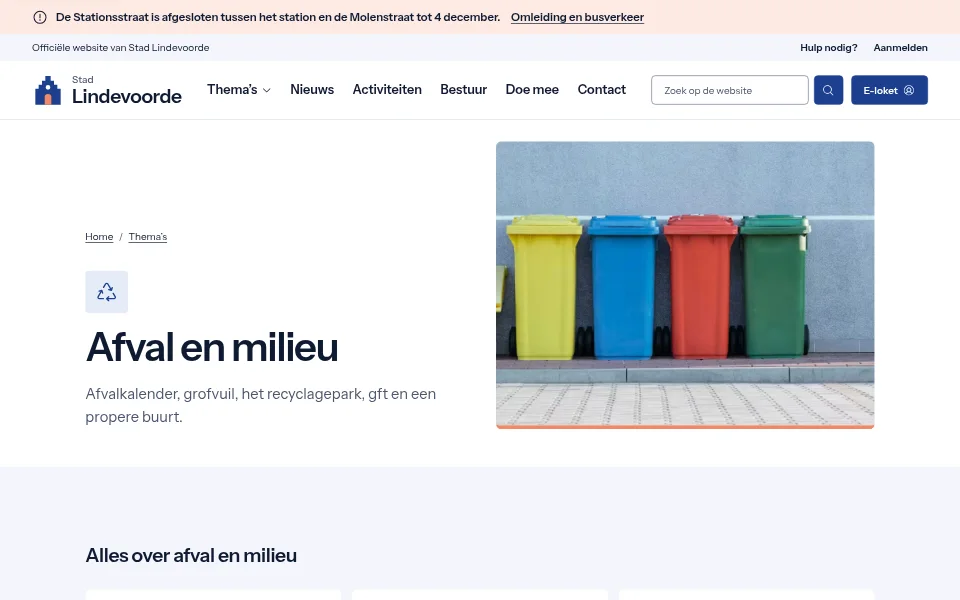 De Stationsstraat is afgesloten tussen het station en de Molenstraat tot 4 december. Omleiding en busverkeer
Officiële website van Stad Lindevoorde
Hulp nodig? Aanmelden
Stad
Lindevoorde
Thema's Nieuws Activiteiten Bestuur Doe mee Contact
Zoek op de website
E-loket
Home / Thema's
Afval en milieu
Afvalkalender, grofvuil, het recyclagepark, gft en een
propere buurt.
Alles over afval en milieu